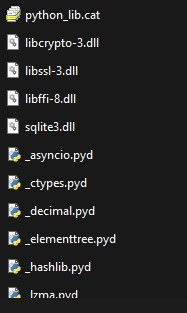 python_lib.cat
libcrypto-3.dll
libssl-3.dll
libffi-8.dll
sqlite3.dll
_asyncio.pyd
_ctypes.pyd
_decimal.pyd
_elementtree.pyd
_hashlib.pyd
_lzma.pyd